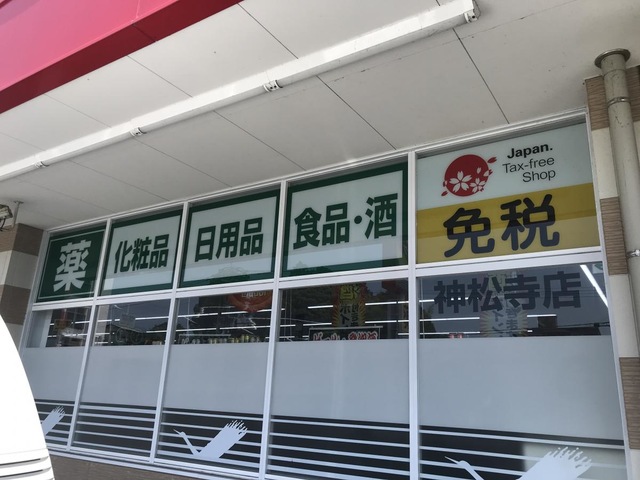 薬
化粧品
日用品
食品・酒
Japan.
Tax-free
Shop
免税
神松寺店